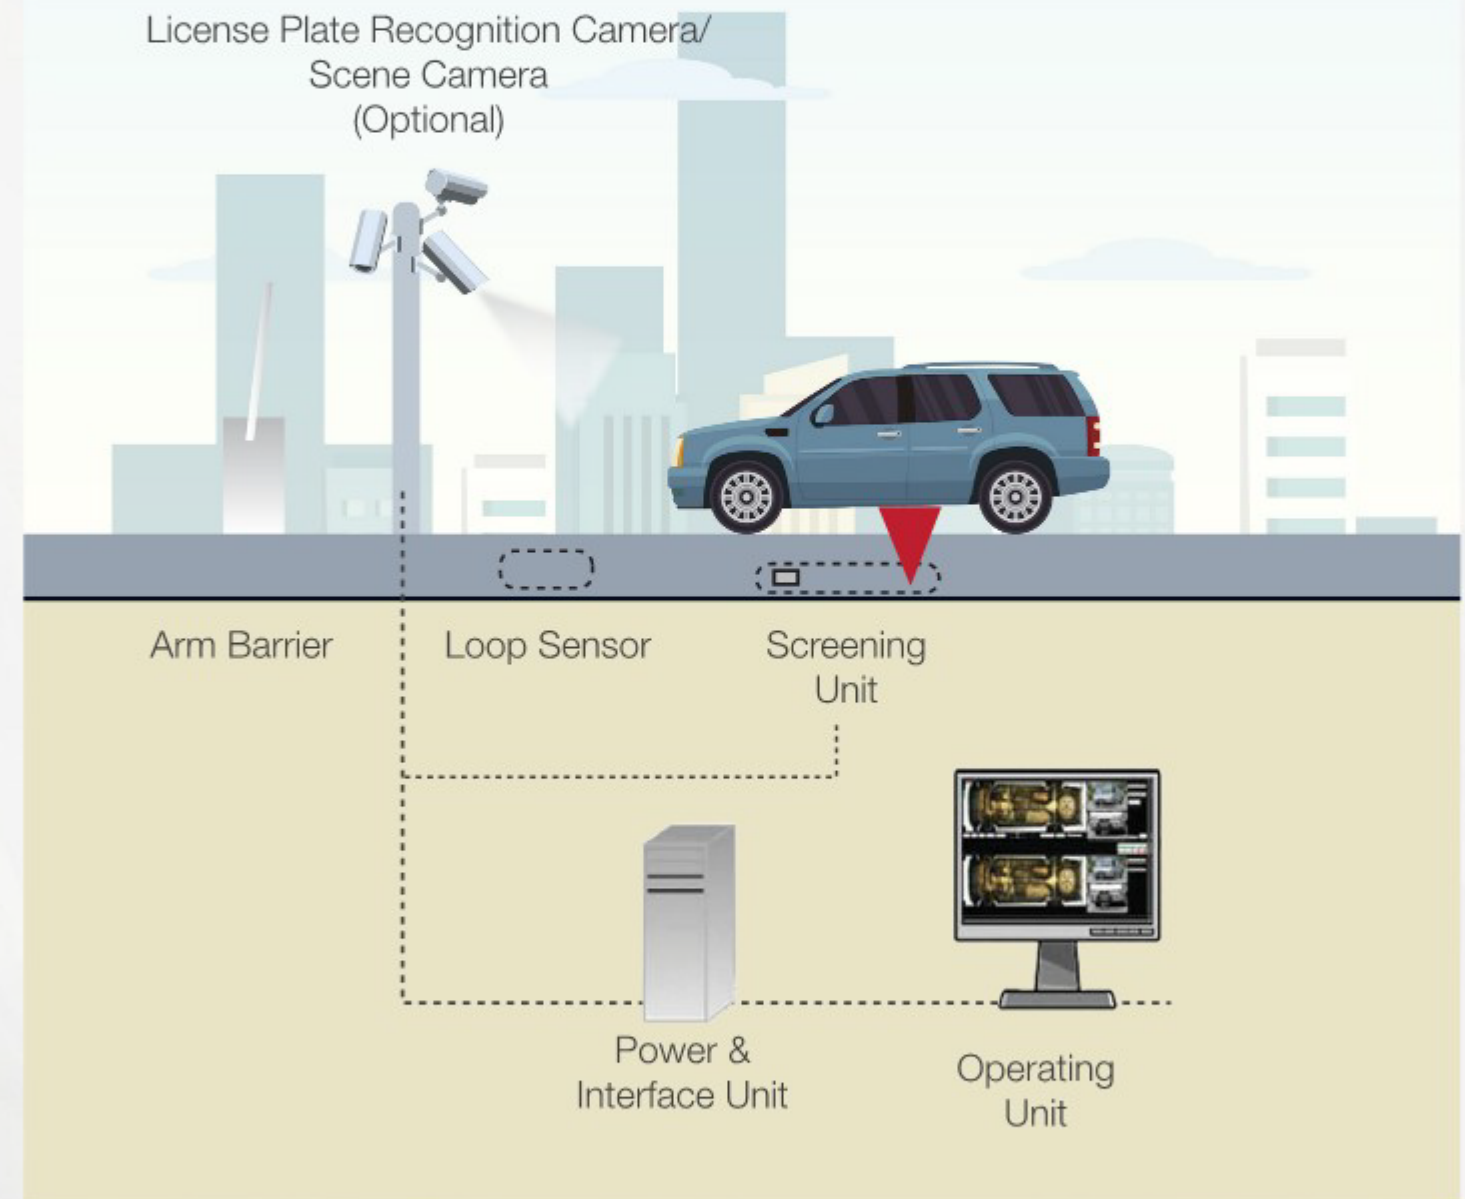 License Plate Recognition Camera/
Scene Camera
(Optional)
Arm Barrier
Loop Sensor
Screening
Unit
Power &
Interface Unit
Operating
Unit